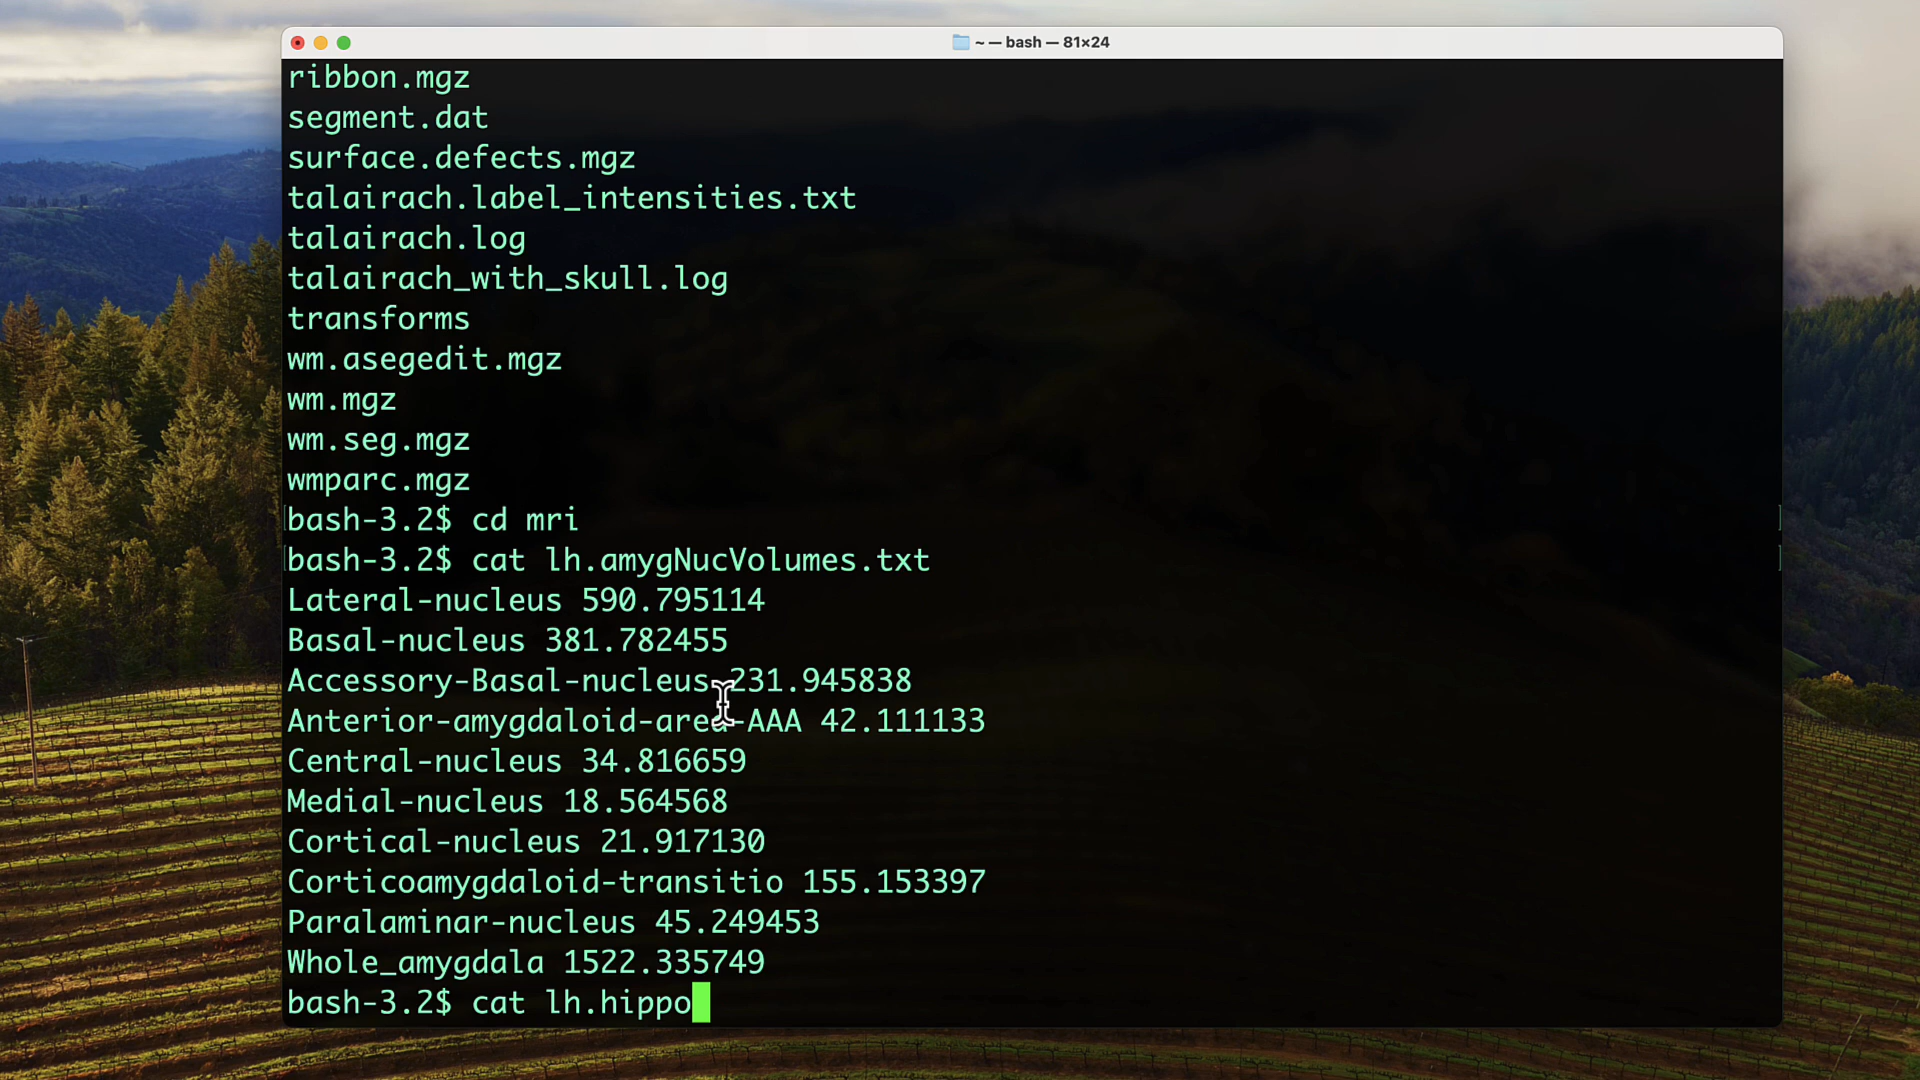 ~ — bash — 81×24
ribbon.mgz
segment.dat
surface.defects.mgz
talairach.label_intensities.txt
talairach.log
talairach_with_skull.log
transforms
wm.asegedit.mgz
wm.mgz
wm.seg.mgz
wmparc.mgz
[bash-3.2$ cd mri ]
[bash-3.2$ cat lh.amygNucVolumes.txt ]
Lateral-nucleus 590.795114
Basal-nucleus 381.782455
Accessory-Basal-nucleus 231.945838
Anterior-amygdaloid-area-AAA 42.111133
Central-nucleus 34.816659
Medial-nucleus 18.564568
Cortical-nucleus 21.917130
Corticoamygdaloid-transitio 155.153397
Paralaminar-nucleus 45.249453
Whole_amygdala 1522.335749
bash-3.2$ cat lh.hippo